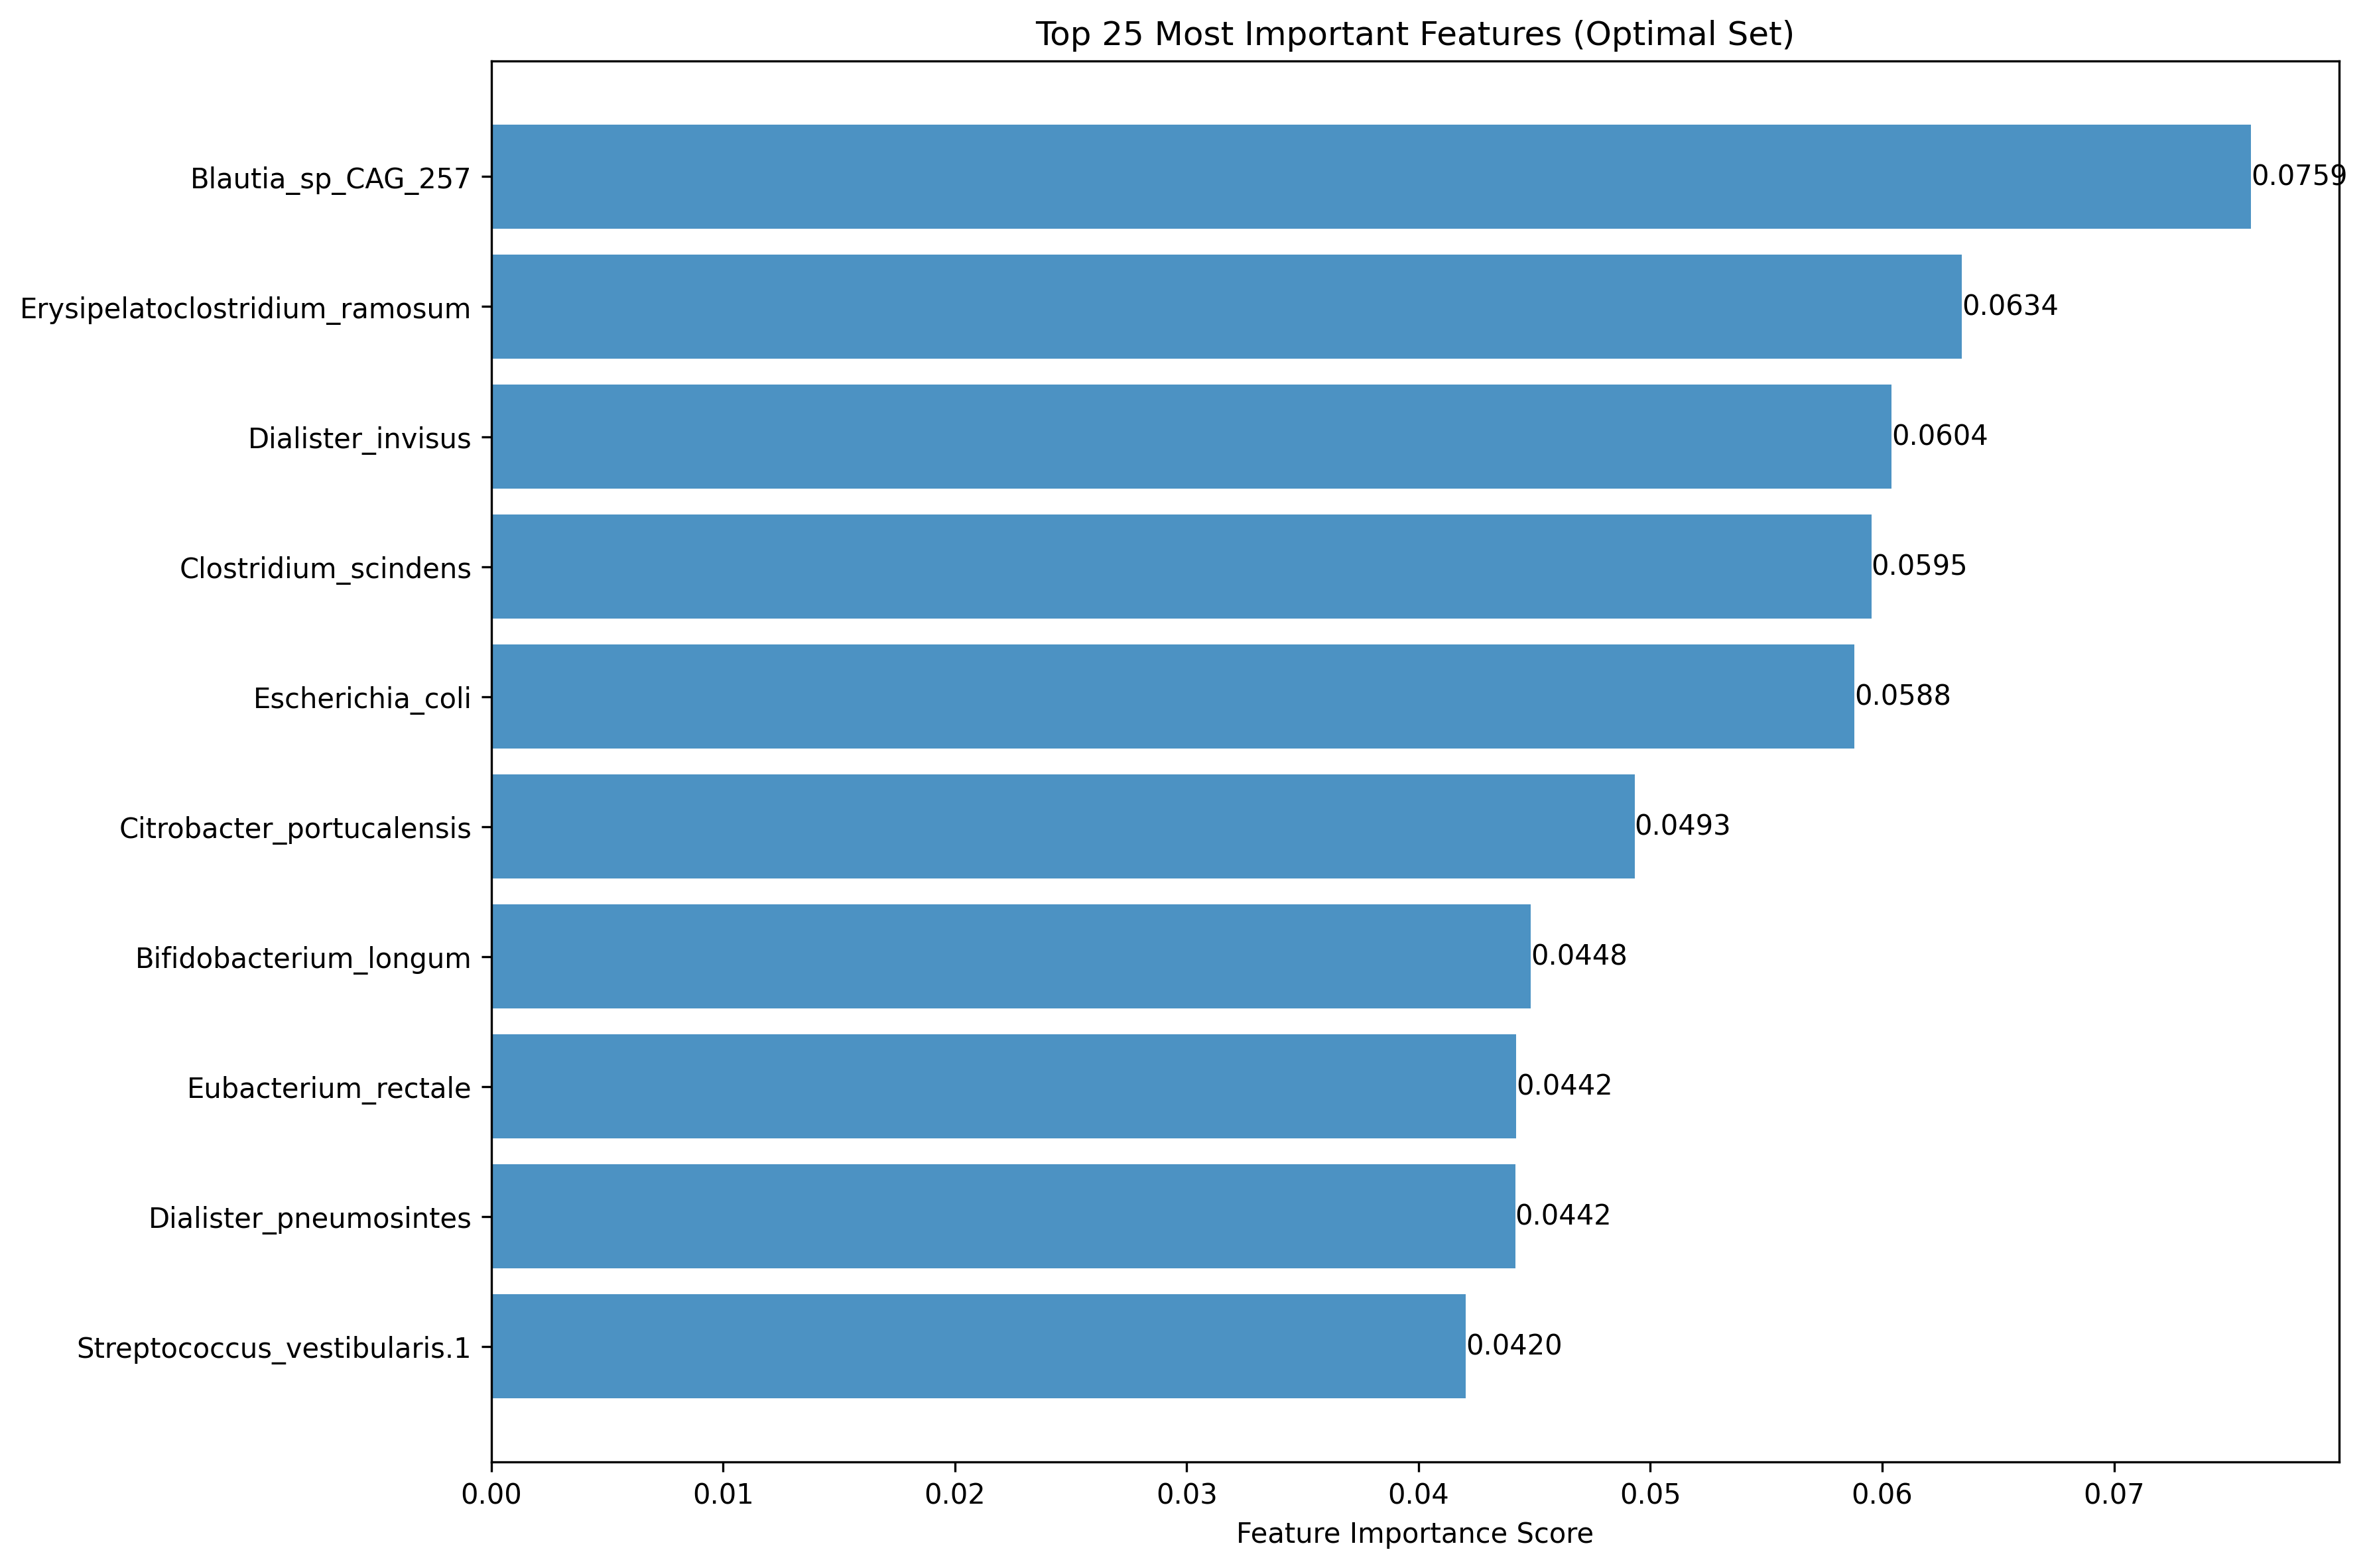 Top 25 Most Important Features (Optimal Set)
Blautia_sp_CAG_257 0.0759
Erysipelatoclostridium_ramosum 0.0634
Dialister_invisus 0.0604
Clostridium_scindens 0.0595
Escherichia_coli 0.0588
Citrobacter_portucalensis 0.0493
Bifidobacterium_longum 0.0448
Eubacterium_rectale 0.0442
Dialister_pneumosintes 0.0442
Streptococcus_vestibularis.1 0.0420
0.00 0.01 0.02 0.03 0.04 0.05 0.06 0.07
Feature Importance Score